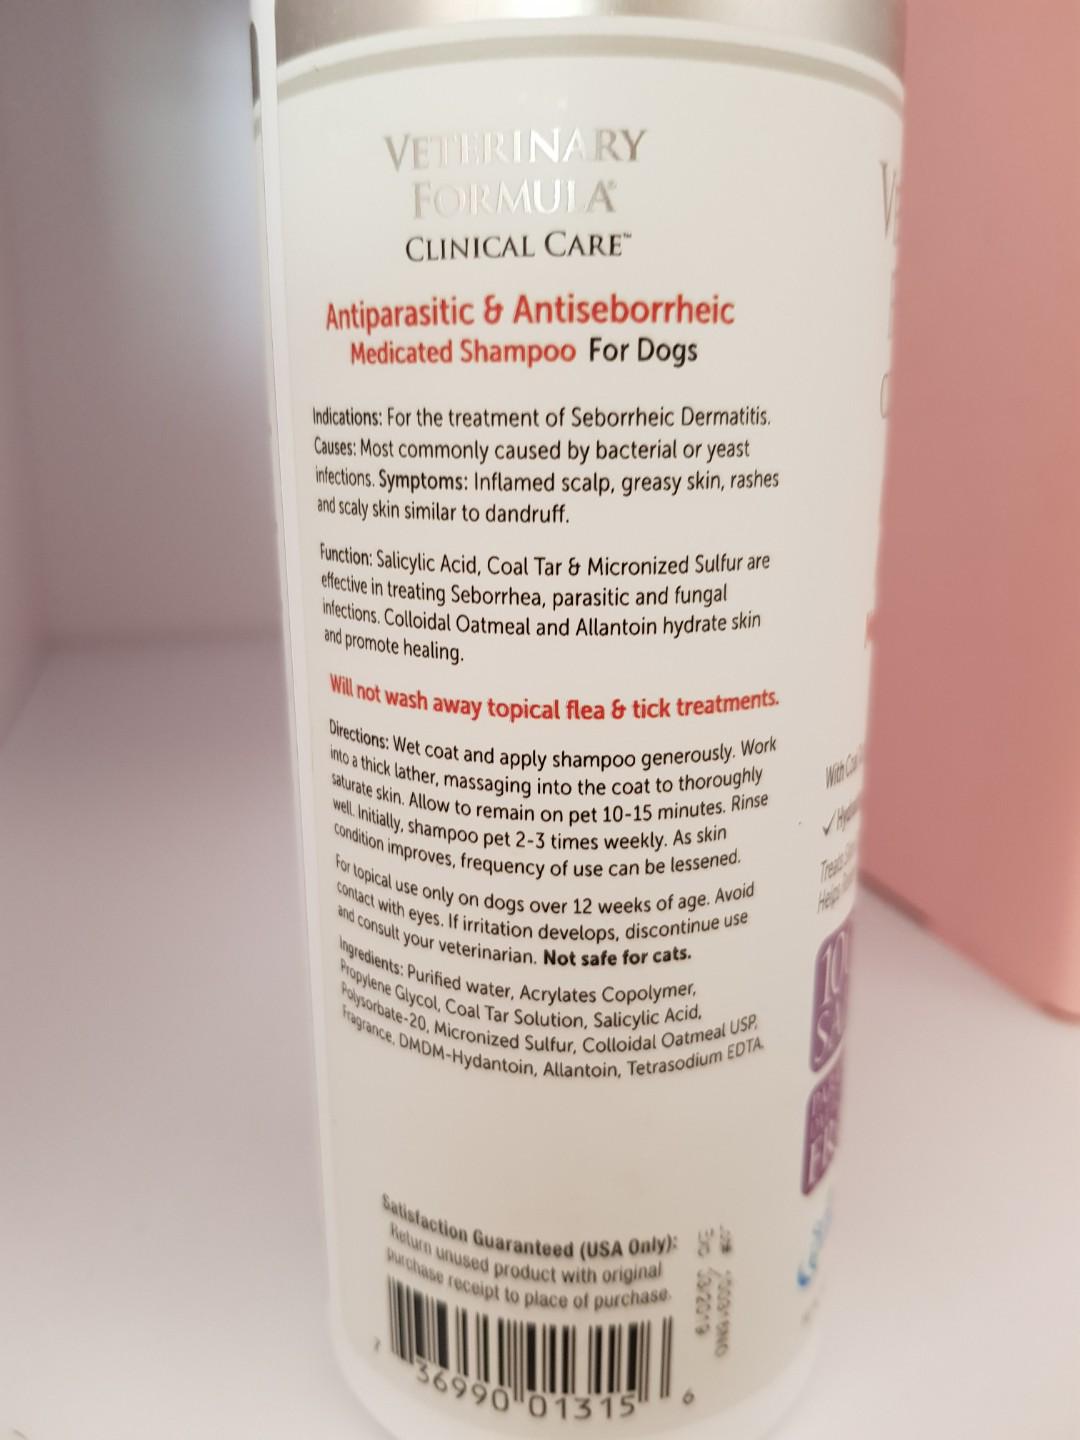 VETERINARY
FORMULA®
CLINICAL CARE™
Antiparasitic & Antiseborrheic
Medicated Shampoo For Dogs
Indications: For the treatment of Seborrheic Dermatitis.
Causes: Most commonly caused by bacterial or yeast
infections. Symptoms: Inflamed scalp, greasy skin, rashes
and scaly skin similar to dandruff.
Function: Salicylic Acid, Coal Tar & Micronized Sulfur are
effective in treating Seborrhea, parasitic and fungal
infections. Colloidal Oatmeal and Allantoin hydrate skin
and promote healing.
Will not wash away topical flea & tick treatments.
Directions: Wet coat and apply shampoo generously. Work
into a thick lather, massaging into the coat to thoroughly
saturate skin. Allow to remain on pet 10-15 minutes. Rinse
well. Initially, shampoo pet 2-3 times weekly. As skin
condition improves, frequency of use can be lessened.
For topical use only on dogs over 12 weeks of age. Avoid
contact with eyes. If irritation develops, discontinue use
and consult your veterinarian. Not safe for cats.
Ingredients: Purified water, Acrylates Copolymer,
Propylene Glycol, Coal Tar Solution, Salicylic Acid,
Polysorbate-20, Micronized Sulfur, Colloidal Oatmeal USP,
Fragrance, DMDM-Hydantoin, Allantoin, Tetrasodium EDTA.
Satisfaction Guaranteed (USA Only):
Return unused product with original
purchase receipt to place of purchase.
7 36990 01315 6
With